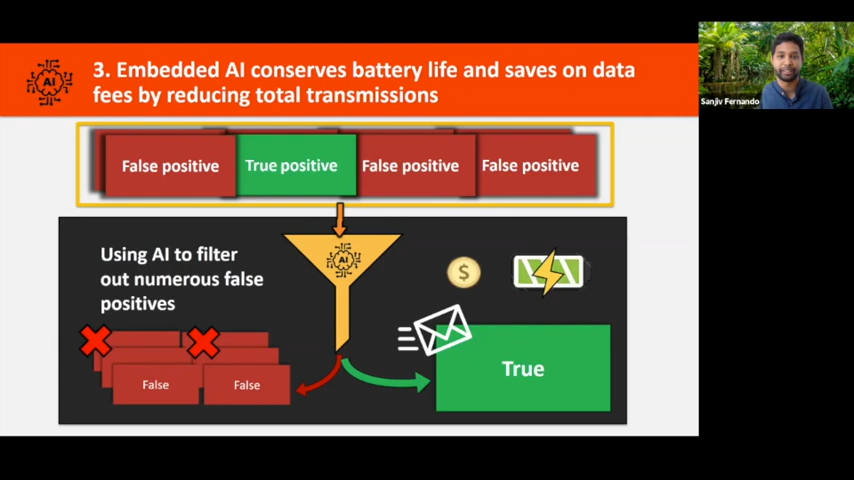 3. Embedded AI conserves battery life and saves on data
fees by reducing total transmissions
AI
Sanjiv Fernando
False positive
True positive
False positive
False positive
Using AI to filter
out numerous false
positives
AI
$
False
False
True